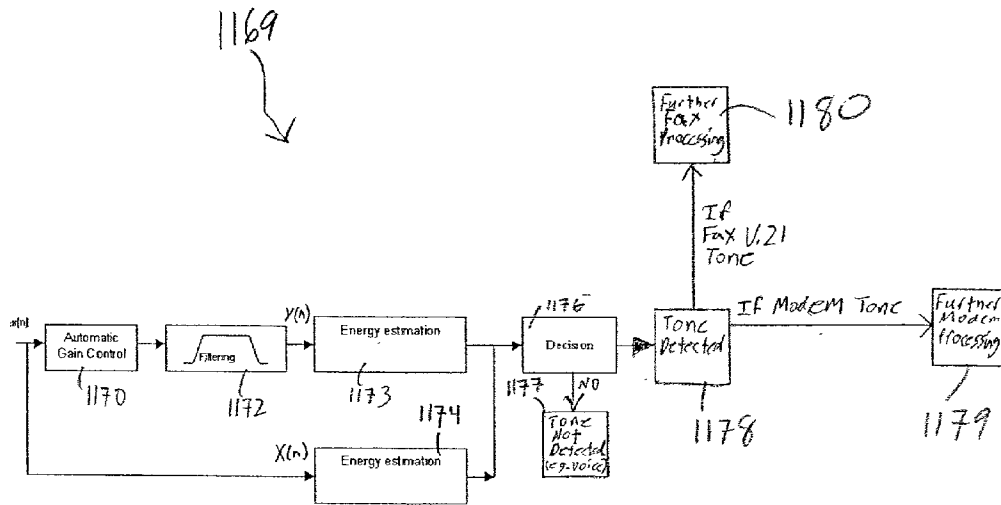 1169
Further
Fax
Processing
1180
If
Fax V.21
Tone
x(n)
Automatic
Gain Control
1170
Filtering
1172
Y(n)
Energy estimation
1173
X(n)
1174
Energy estimation
1176
Decision
1177
NO
Tone
Not
Detected
(eg.voice)
Tone
Detected
1178
If Modem Tone
Further
Modem
Processing
1179